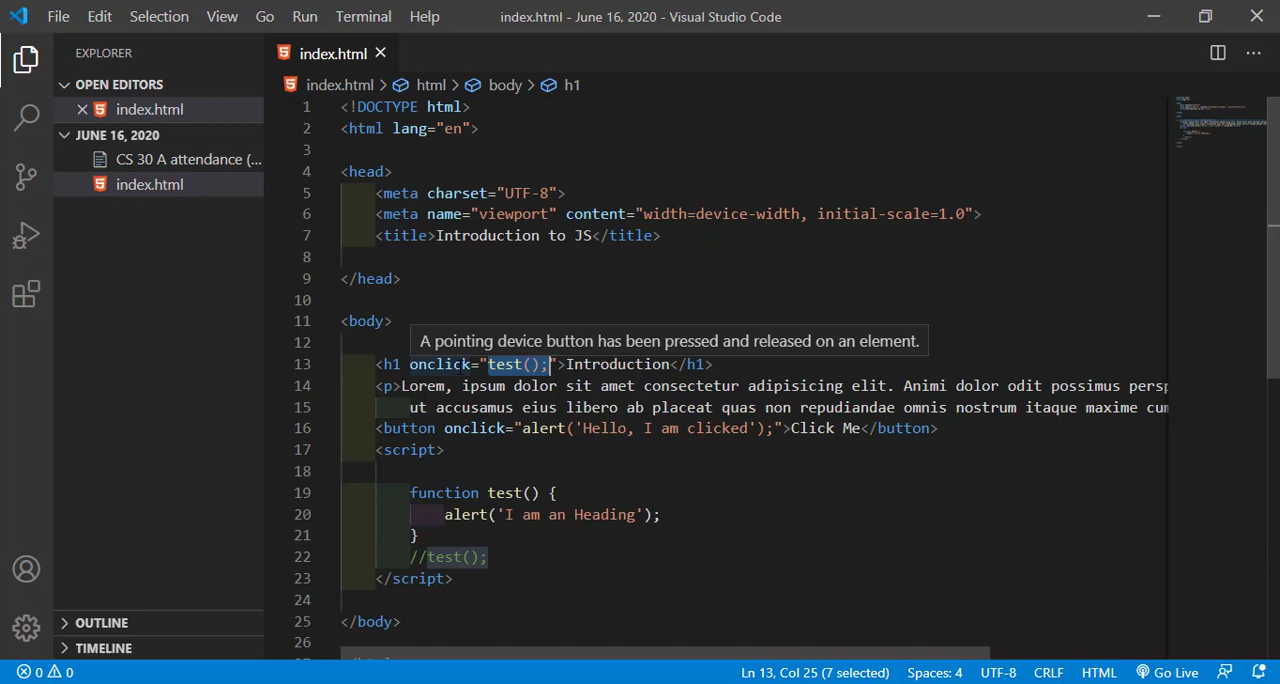 File Edit Selection View Go Run Terminal Help index.html - June 16, 2020 - Visual Studio Code
EXPLORER
OPEN EDITORS
index.html
JUNE 16, 2020
CS 30 A attendance (...
index.html
OUTLINE
TIMELINE
index.html
index.html > html > body > h1
1 <!DOCTYPE html>
2 <html lang="en">
3
4 <head>
5 <meta charset="UTF-8">
6 <meta name="viewport" content="width=device-width, initial-scale=1.0">
7 <title>Introduction to JS</title>
8
9 </head>
10
11 <body>
12
A pointing device button has been pressed and released on an element.
13 <h1 onclick="test();">Introduction</h1>
14 <p>Lorem, ipsum dolor sit amet consectetur adipisicing elit. Animi dolor odit possimus persp
15 ut accusamus eius libero ab placeat quas non repudiandae omnis nostrum itaque maxime cum
16 <button onclick="alert('Hello, I am clicked');">Click Me</button>
17 <script>
18
19 function test() {
20 alert('I am an Heading');
21 }
22 //test();
23 </script>
24
25 </body>
26
0 0 Ln 13, Col 25 (7 selected) Spaces: 4 UTF-8 CRLF HTML Go Live